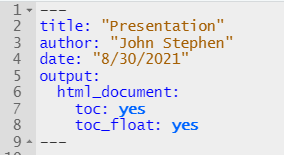 1 ---
2 title: "Presentation"
3 author: "John Stephen"
4 date: "8/30/2021"
5 output:
6   html_document:
7     toc: yes
8     toc_float: yes
9 ---